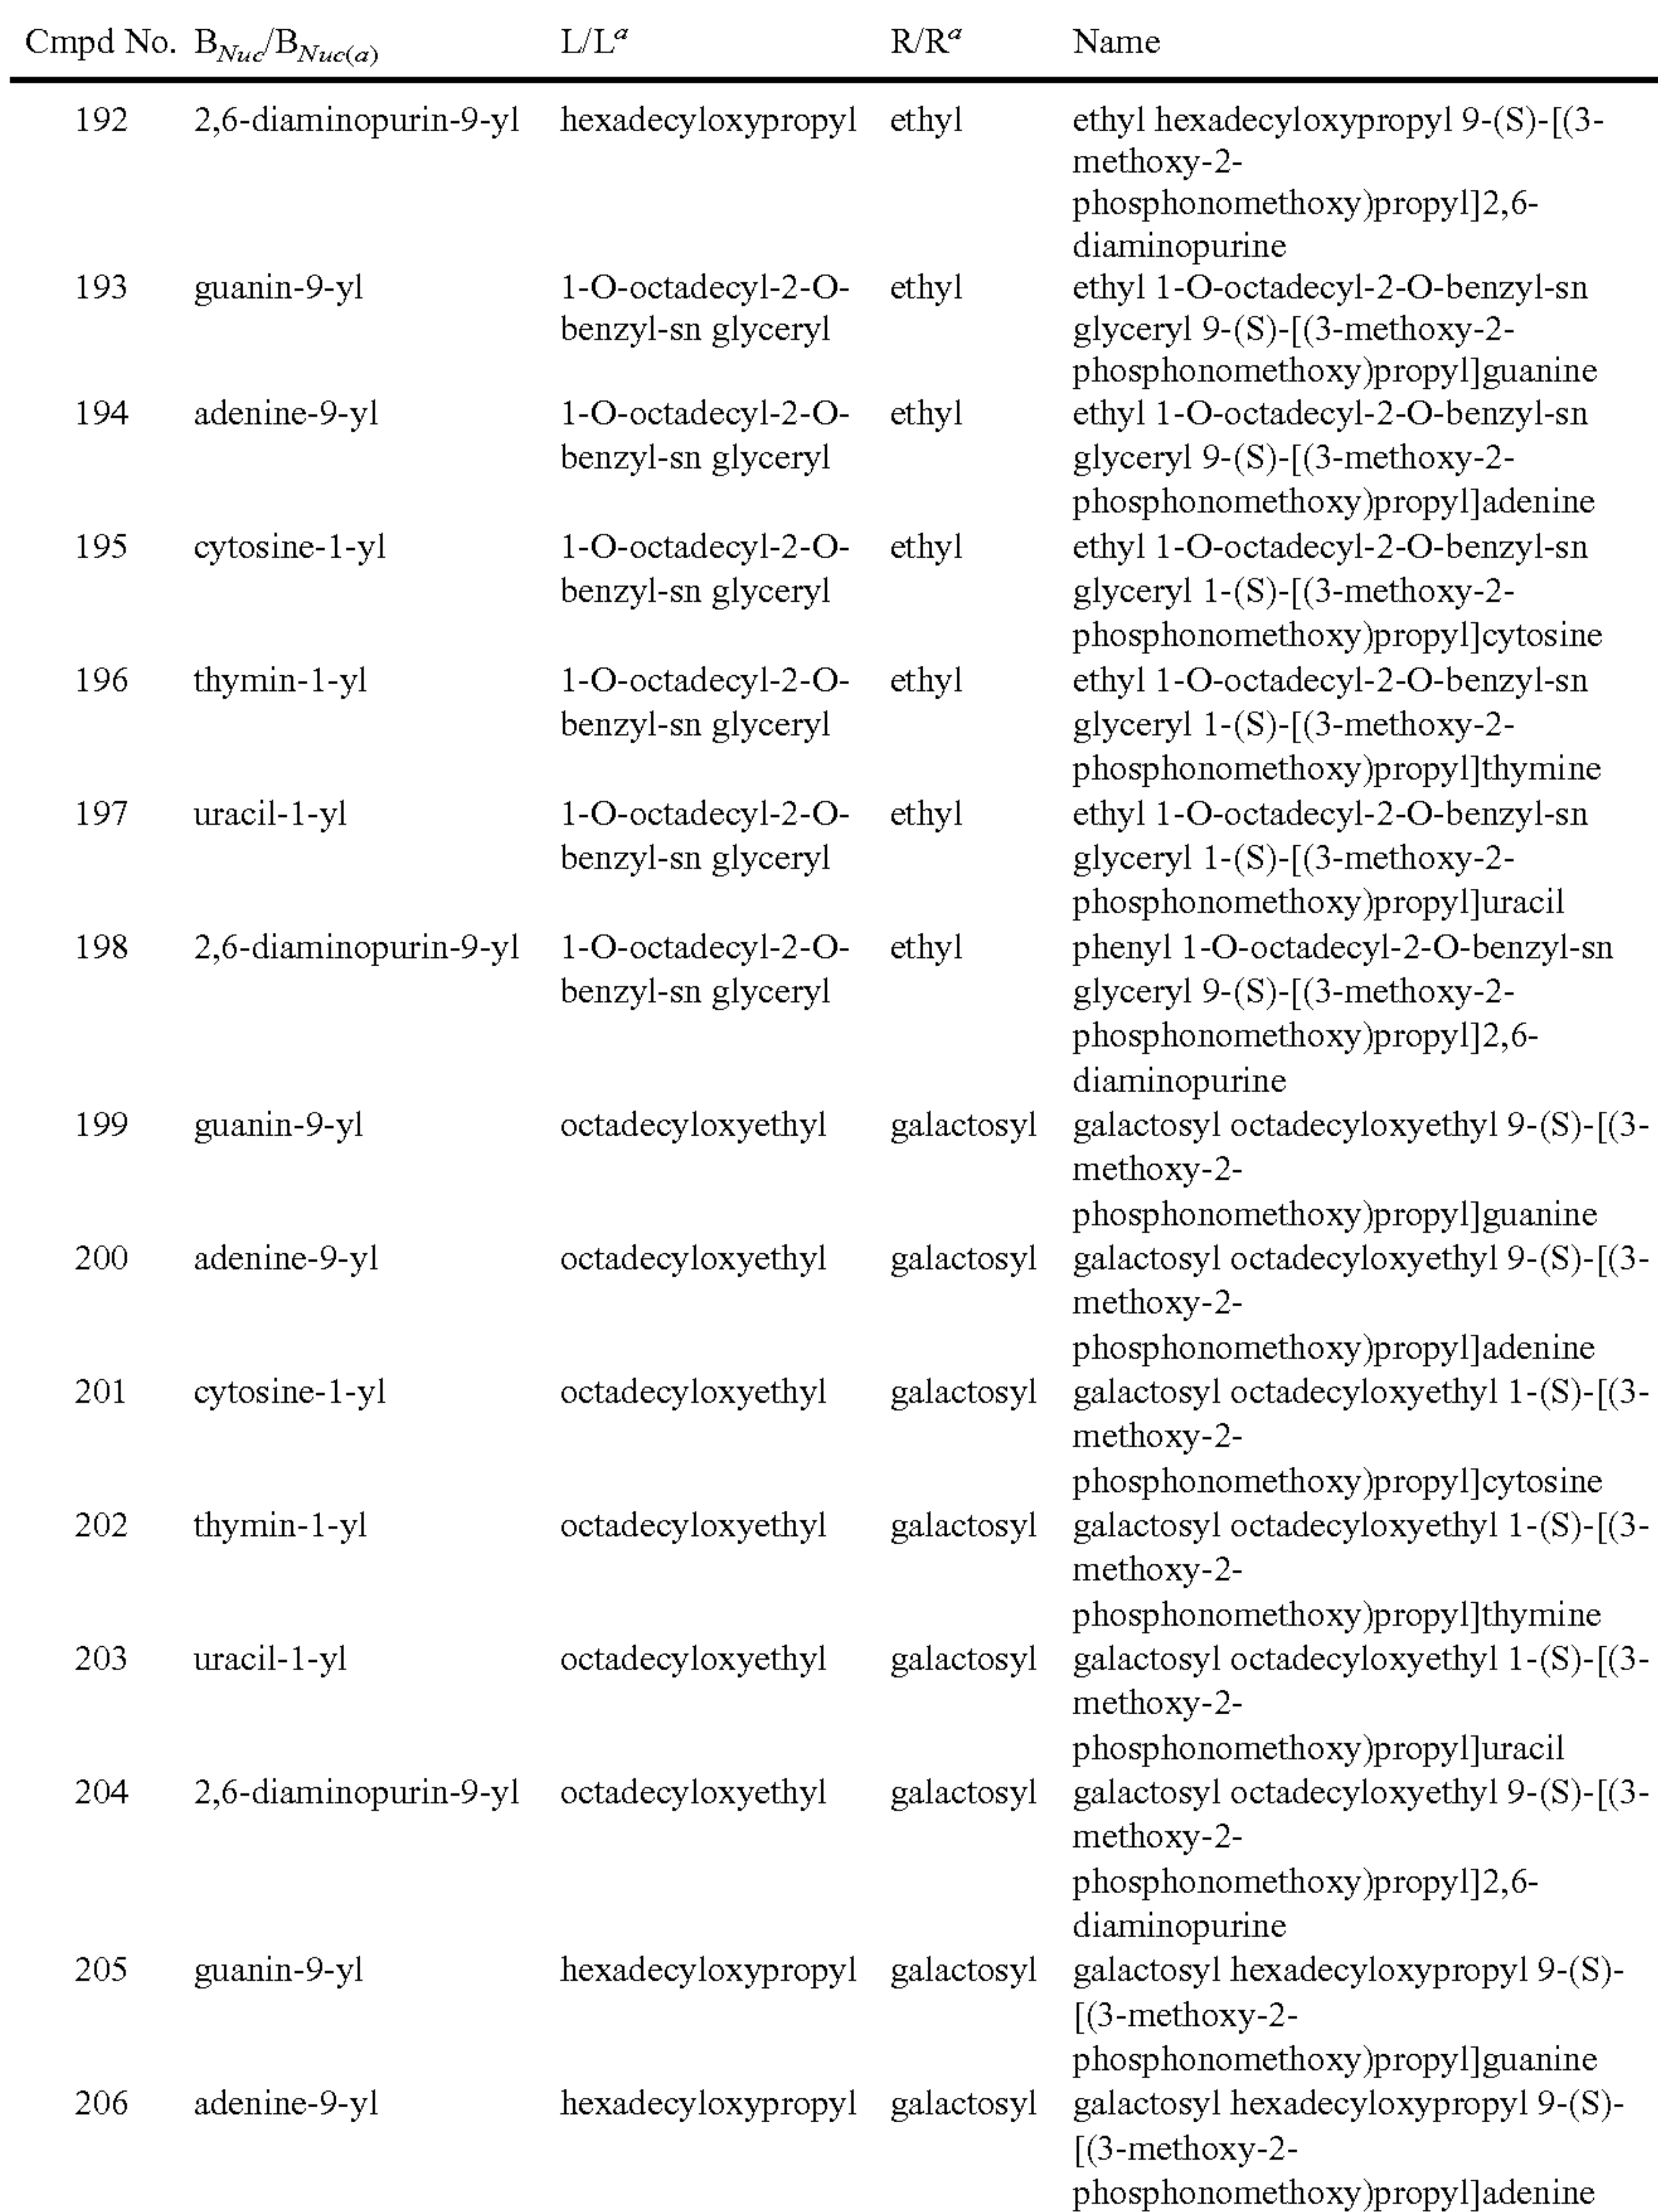 Cmpd No. B_Nuc/B_Nuc(a) L/L^a R/R^a Name
192 2,6-diaminopurin-9-yl hexadecyloxypropyl ethyl ethyl hexadecyloxypropyl 9-(S)-[(3-
methoxy-2-
phosphonomethoxy)propyl]2,6-
diaminopurine
193 guanin-9-yl 1-O-octadecyl-2-O- ethyl ethyl 1-O-octadecyl-2-O-benzyl-sn
benzyl-sn glyceryl glyceryl 9-(S)-[(3-methoxy-2-
phosphonomethoxy)propyl]guanine
194 adenine-9-yl 1-O-octadecyl-2-O- ethyl ethyl 1-O-octadecyl-2-O-benzyl-sn
benzyl-sn glyceryl glyceryl 9-(S)-[(3-methoxy-2-
phosphonomethoxy)propyl]adenine
195 cytosine-1-yl 1-O-octadecyl-2-O- ethyl ethyl 1-O-octadecyl-2-O-benzyl-sn
benzyl-sn glyceryl glyceryl 1-(S)-[(3-methoxy-2-
phosphonomethoxy)propyl]cytosine
196 thymin-1-yl 1-O-octadecyl-2-O- ethyl ethyl 1-O-octadecyl-2-O-benzyl-sn
benzyl-sn glyceryl glyceryl 1-(S)-[(3-methoxy-2-
phosphonomethoxy)propyl]thymine
197 uracil-1-yl 1-O-octadecyl-2-O- ethyl ethyl 1-O-octadecyl-2-O-benzyl-sn
benzyl-sn glyceryl glyceryl 1-(S)-[(3-methoxy-2-
phosphonomethoxy)propyl]uracil
198 2,6-diaminopurin-9-yl 1-O-octadecyl-2-O- ethyl phenyl 1-O-octadecyl-2-O-benzyl-sn
benzyl-sn glyceryl glyceryl 9-(S)-[(3-methoxy-2-
phosphonomethoxy)propyl]2,6-
diaminopurine
199 guanin-9-yl octadecyloxyethyl galactosyl galactosyl octadecyloxyethyl 9-(S)-[(3-
methoxy-2-
phosphonomethoxy)propyl]guanine
200 adenine-9-yl octadecyloxyethyl galactosyl galactosyl octadecyloxyethyl 9-(S)-[(3-
methoxy-2-
phosphonomethoxy)propyl]adenine
201 cytosine-1-yl octadecyloxyethyl galactosyl galactosyl octadecyloxyethyl 1-(S)-[(3-
methoxy-2-
phosphonomethoxy)propyl]cytosine
202 thymin-1-yl octadecyloxyethyl galactosyl galactosyl octadecyloxyethyl 1-(S)-[(3-
methoxy-2-
phosphonomethoxy)propyl]thymine
203 uracil-1-yl octadecyloxyethyl galactosyl galactosyl octadecyloxyethyl 1-(S)-[(3-
methoxy-2-
phosphonomethoxy)propyl]uracil
204 2,6-diaminopurin-9-yl octadecyloxyethyl galactosyl galactosyl octadecyloxyethyl 9-(S)-[(3-
methoxy-2-
phosphonomethoxy)propyl]2,6-
diaminopurine
205 guanin-9-yl hexadecyloxypropyl galactosyl galactosyl hexadecyloxypropyl 9-(S)-
[(3-methoxy-2-
phosphonomethoxy)propyl]guanine
206 adenine-9-yl hexadecyloxypropyl galactosyl galactosyl hexadecyloxypropyl 9-(S)-
[(3-methoxy-2-
phosphonomethoxy)propyl]adenine